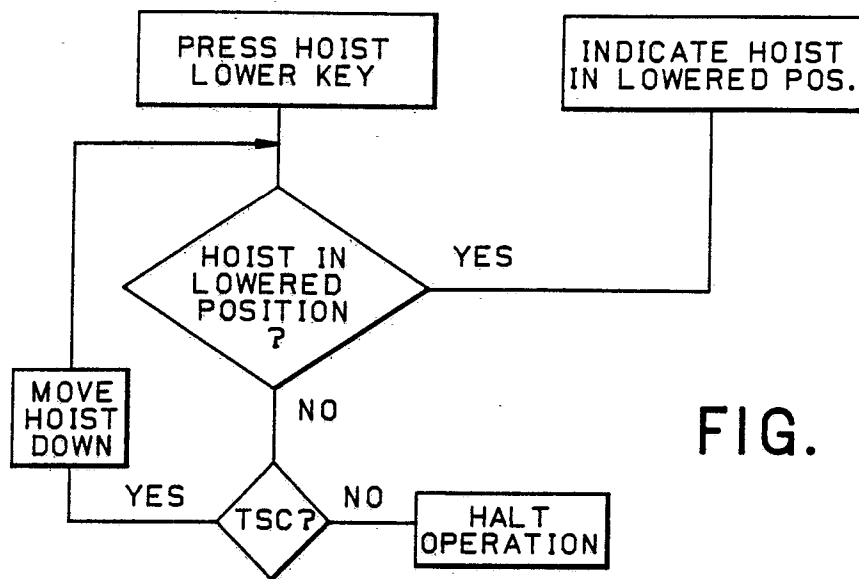 PRESS HOIST
LOWER KEY
INDICATE HOIST
IN LOWERED POS.
HOIST IN
LOWERED
POSITION
?
YES
NO
MOVE
HOIST
DOWN
YES
TSC?
NO
HALT
OPERATION
FIG.